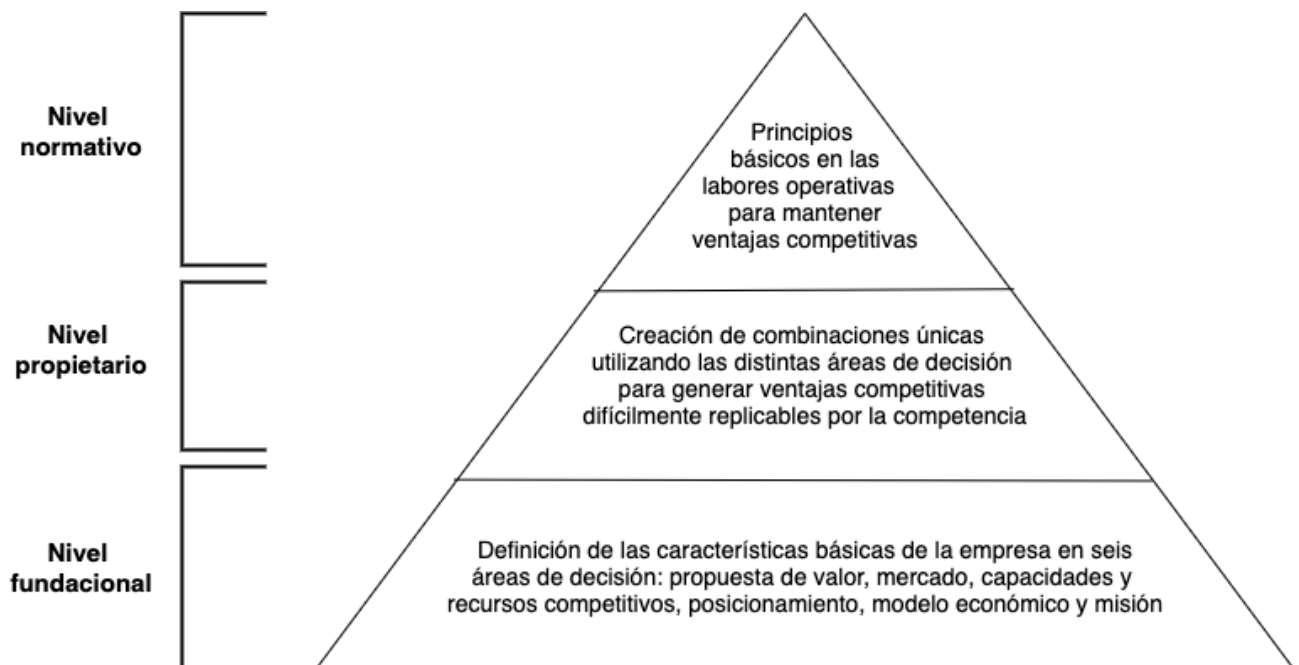 Nivel
normativo
Principios
básicos en las
labores operativas
para mantener
ventajas competitivas
Nivel
propietario
Creación de combinaciones únicas
utilizando las distintas áreas de decisión
para generar ventajas competitivas
difícilmente replicables por la competencia
Nivel
fundacional
Definición de las características básicas de la empresa en seis
áreas de decisión: propuesta de valor, mercado, capacidades y
recursos competitivos, posicionamiento, modelo económico y misión